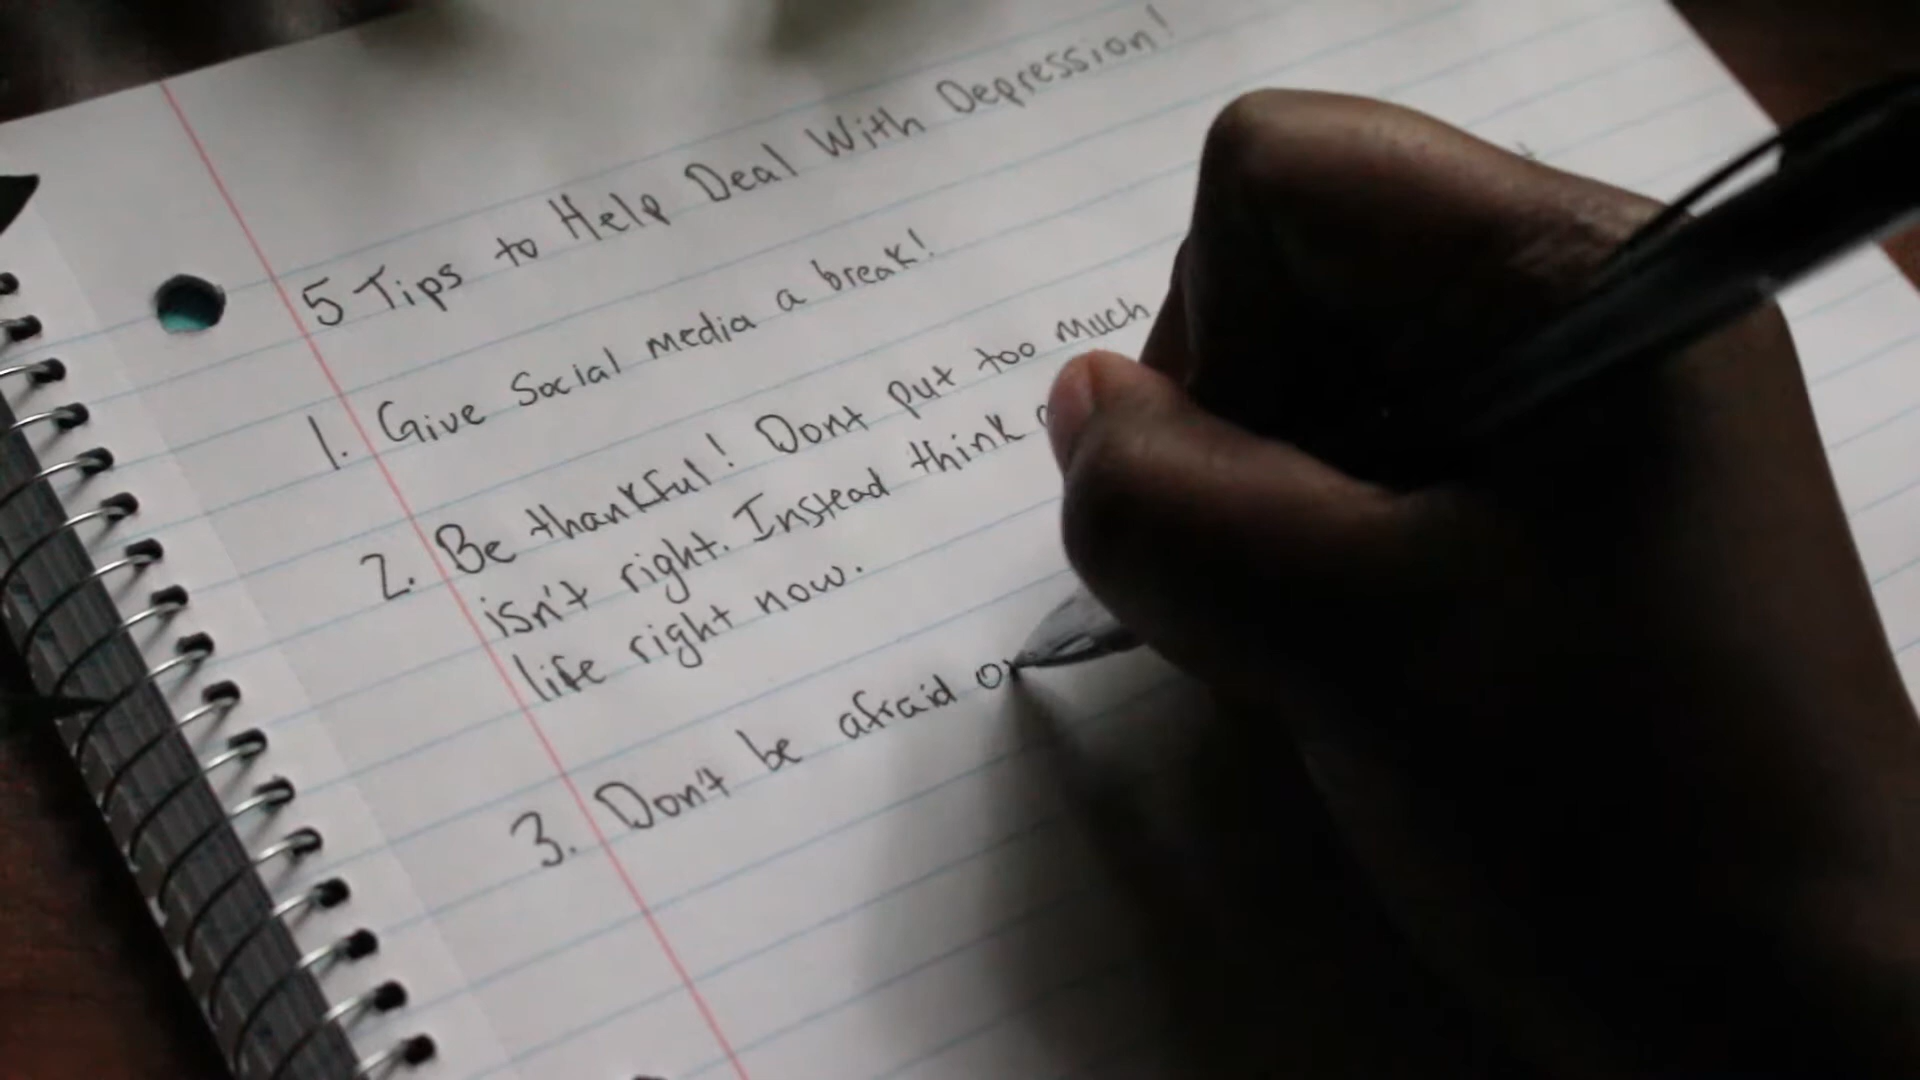 5 Tips to Help Deal With Depression!
1. Give Social media a break!
2. Be thankful! Dont put too much
isn't right. Instead think
life right now.
3. Don't be afraid